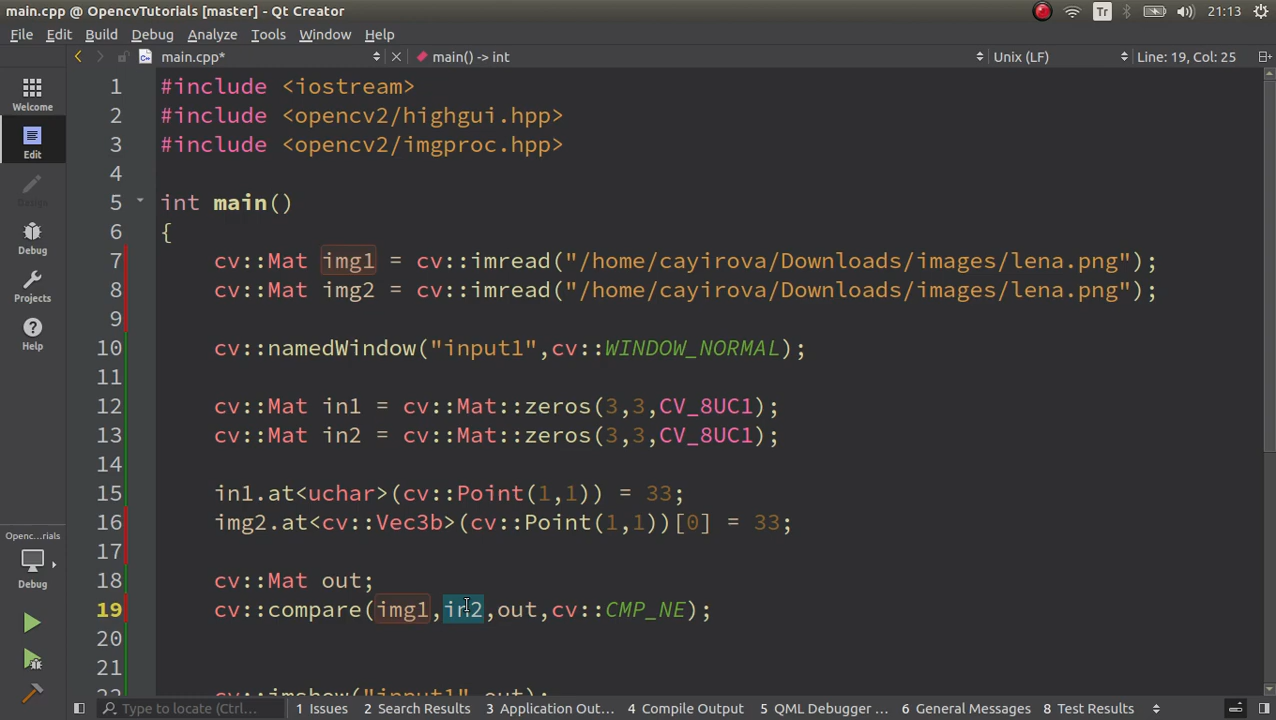 main.cpp @ OpencvTutorials [master] - Qt Creator
Tr
21:13
File Edit Build Debug Analyze Tools Window Help
main.cpp*
main() -> int
Unix (LF)
Line: 19, Col: 25
Welcome
Edit
Design
Debug
Projects
Help
Openc...rials
Debug
1 #include <iostream>
2 #include <opencv2/highgui.hpp>
3 #include <opencv2/imgproc.hpp>
4
5 int main()
6 {
7 cv::Mat img1 = cv::imread("/home/cayirova/Downloads/images/lena.png");
8 cv::Mat img2 = cv::imread("/home/cayirova/Downloads/images/lena.png");
9
10 cv::namedWindow("input1",cv::WINDOW_NORMAL);
11
12 cv::Mat in1 = cv::Mat::zeros(3,3,CV_8UC1);
13 cv::Mat in2 = cv::Mat::zeros(3,3,CV_8UC1);
14
15 in1.at<uchar>(cv::Point(1,1)) = 33;
16 img2.at<cv::Vec3b>(cv::Point(1,1))[0] = 33;
17
18 cv::Mat out;
19 cv::compare(img1,in2,out,cv::CMP_NE);
20
21
22 cv::imshow("input1",out);
Type to locate (Ctrl...
1 Issues
2 Search Results
3 Application Out...
4 Compile Output
5 QML Debugger ...
6 General Messages
8 Test Results